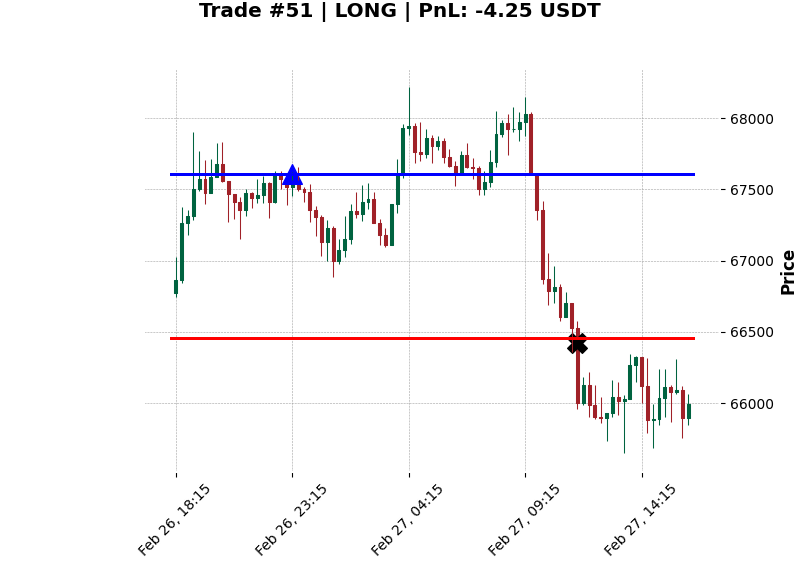 Trade #51 | LONG | PnL: -4.25 USDT
68000
67500
67000
66500
66000
Price
Feb 26, 18:15
Feb 26, 23:15
Feb 27, 04:15
Feb 27, 09:15
Feb 27, 14:15